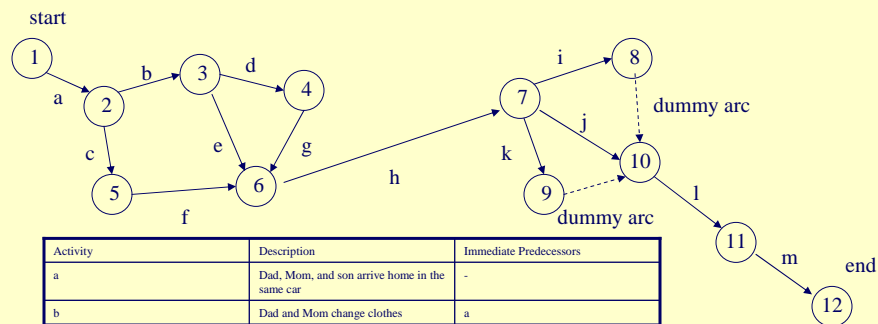 start
1
a
b
2
3
d
4
c
e
g
5
f
6
h
7
i
8
dummy arc
j
k
10
9
dummy arc
l
11
m
end
12
Activity Description Immediate Predecessors
a Dad, Mom, and son arrive home in the -
same car
b Dad and Mom change clothes a